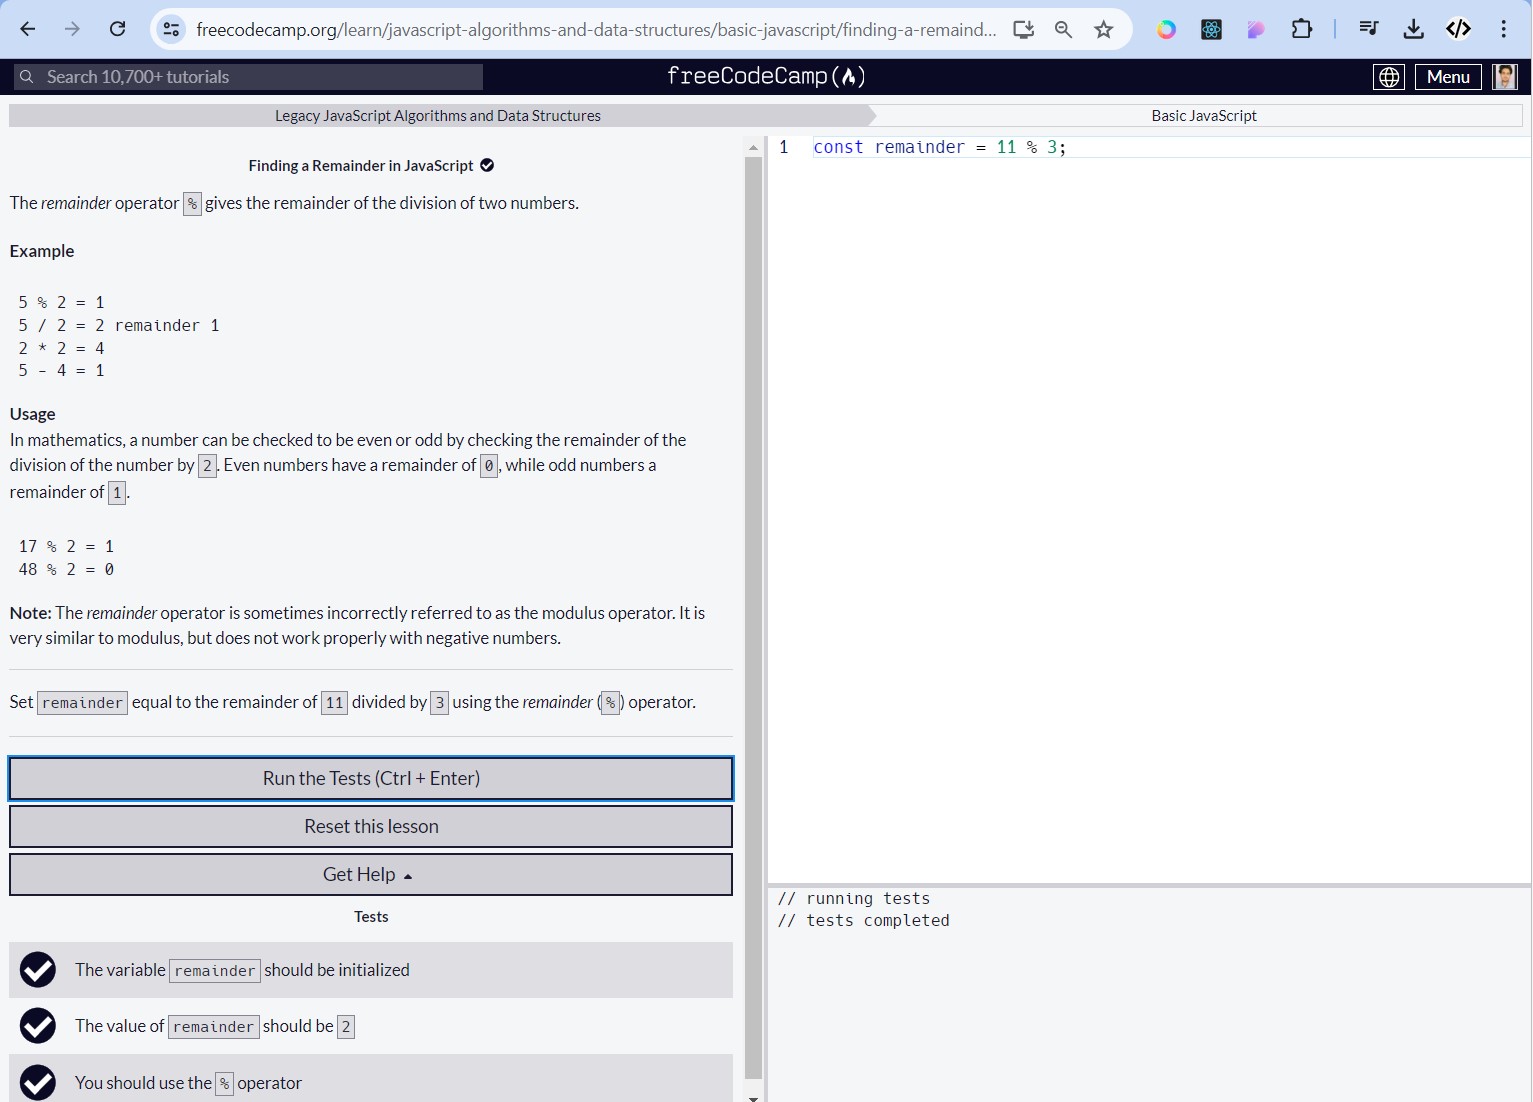 freecodecamp.org/learn/javascript-algorithms-and-data-structures/basic-javascript/finding-a-remaind...
Search 10,700+ tutorials
freeCodeCamp
Menu
Legacy JavaScript Algorithms and Data Structures
Basic JavaScript
Finding a Remainder in JavaScript
The remainder operator % gives the remainder of the division of two numbers.
Example
5 % 2 = 1
5 / 2 = 2 remainder 1
2 * 2 = 4
5 - 4 = 1
Usage
In mathematics, a number can be checked to be even or odd by checking the remainder of the
division of the number by 2. Even numbers have a remainder of 0, while odd numbers a
remainder of 1.
17 % 2 = 1
48 % 2 = 0
Note: The remainder operator is sometimes incorrectly referred to as the modulus operator. It is
very similar to modulus, but does not work properly with negative numbers.
Set remainder equal to the remainder of 11 divided by 3 using the remainder (%) operator.
Run the Tests (Ctrl + Enter)
Reset this lesson
Get Help
Tests
The variable remainder should be initialized
The value of remainder should be 2
You should use the % operator
1 const remainder = 11 % 3;
// running tests
// tests completed